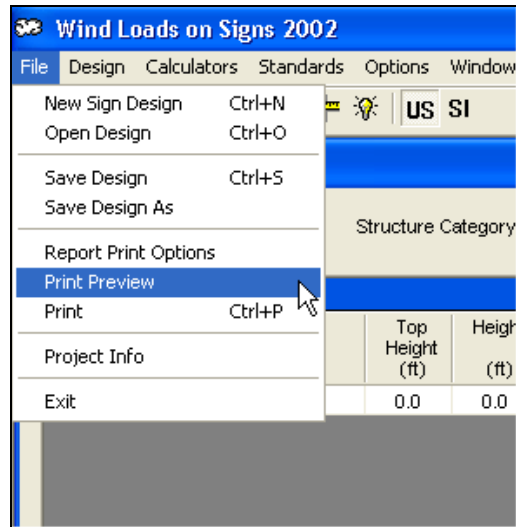 Wind Loads on Signs 2002
File Design Calculators Standards Options Window
New Sign Design Ctrl+N
US SI
Open Design Ctrl+O
Save Design Ctrl+S
Save Design As
Structure Category
Report Print Options
Print Preview
Print Ctrl+P
Top Height (ft)
Project Info
(ft)
Exit
0.0 0.0